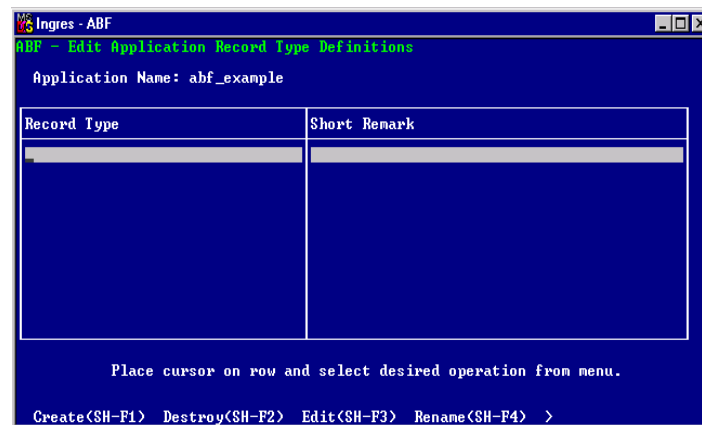 Ingres - ABF
ABF - Edit Application Record Type Definitions
Application Name: abf_example
Record Type Short Remark
Place cursor on row and select desired operation from menu.
Create(SH-F1) Destroy(SH-F2) Edit(SH-F3) Rename(SH-F4) >